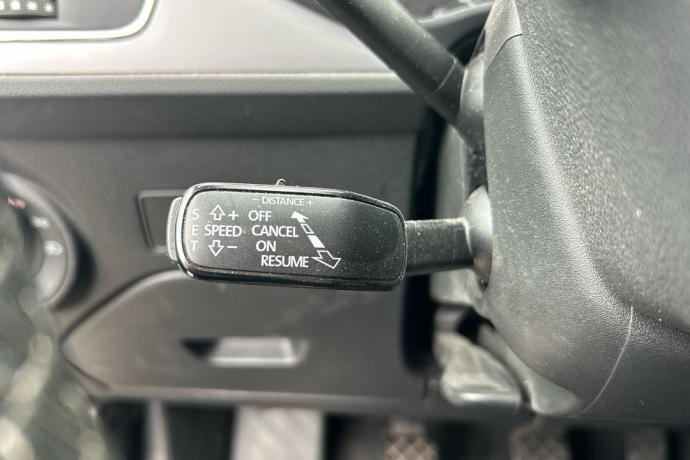 − DISTANCE +
S + OFF
E SPEED CANCEL
T − ON
RESUME